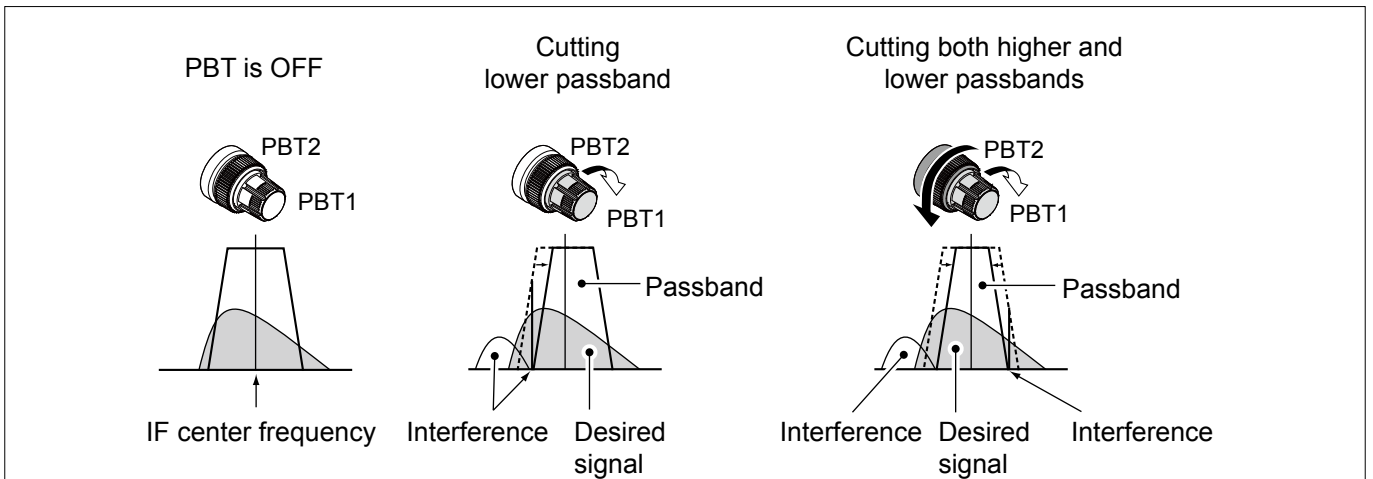 PBT is OFF
Cutting
lower passband
Cutting both higher and
lower passbands
PBT2
PBT1
PBT2
PBT1
PBT2
PBT1
Passband
Passband
IF center frequency
Interference
Desired
signal
Interference
Desired
signal
Interference